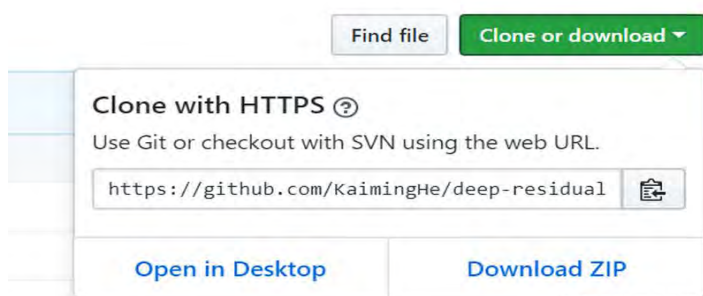 Find file
Clone or download
Clone with HTTPS
Use Git or checkout with SVN using the web URL.
https://github.com/KaimingHe/deep-residual
Open in Desktop
Download ZIP